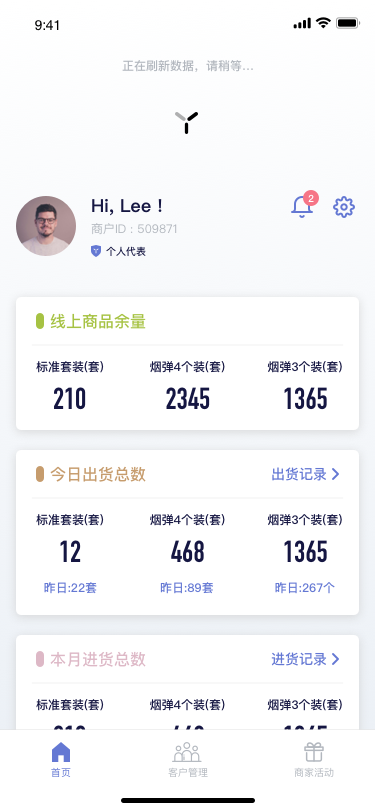 9:41
正在刷新数据，请稍等...
Hi, Lee !
2
商户ID : 509871
个人代表
线上商品余量
标准套装(套) 烟弹4个装(套) 烟弹3个装(套)
210 2345 1365
今日出货总数 出货记录
标准套装(套) 烟弹4个装(套) 烟弹3个装(套)
12 468 1365
昨日:22套 昨日:89套 昨日:267个
本月进货总数 进货记录
标准套装(套) 烟弹4个装(套) 烟弹3个装(套)
首页 客户管理 商家活动